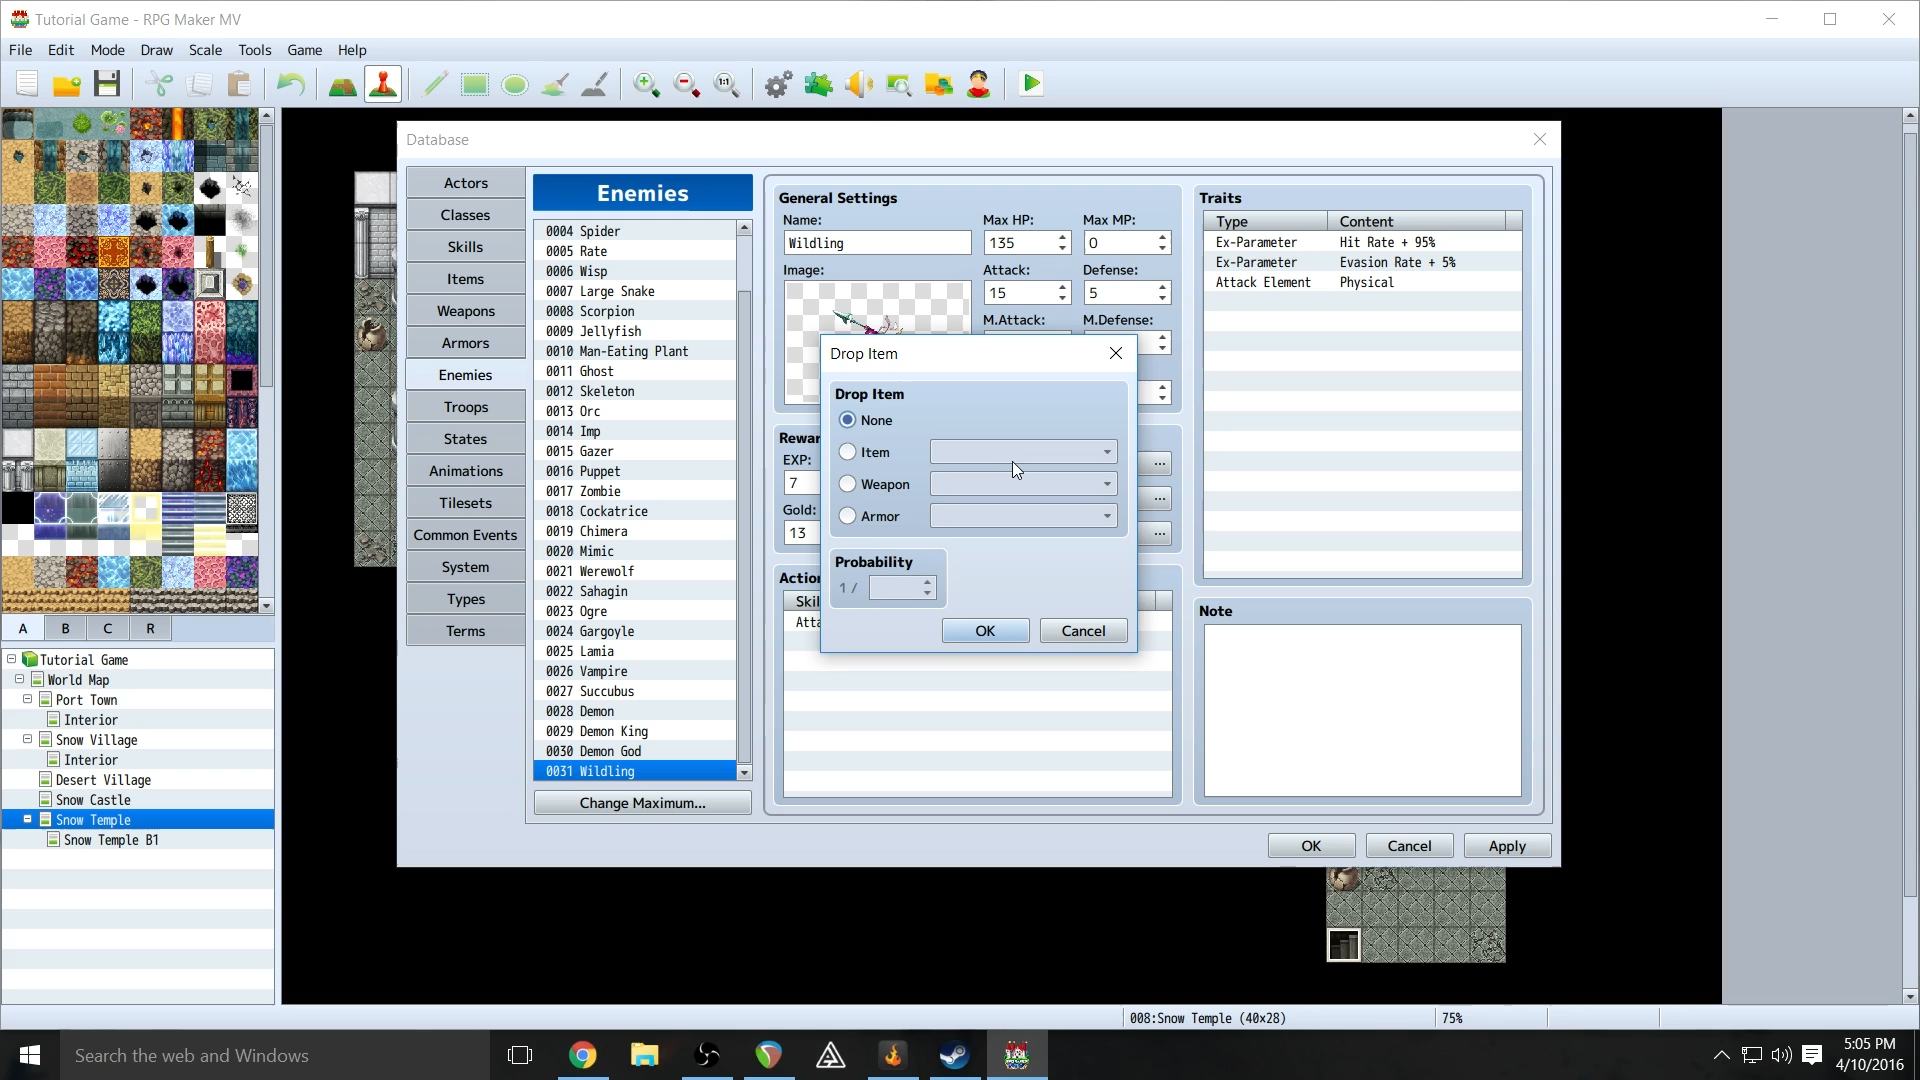 Tutorial Game - RPG Maker MV
File Edit Mode Draw Scale Tools Game Help
1:1
Database
Actors
Classes
Skills
Items
Weapons
Armors
Enemies
Troops
States
Animations
Tilesets
Common Events
System
Types
Terms
Enemies
0004 Spider
0005 Rate
0006 Wisp
0007 Large Snake
0008 Scorpion
0009 Jellyfish
0010 Man-Eating Plant
0011 Ghost
0012 Skeleton
0013 Orc
0014 Imp
0015 Gazer
0016 Puppet
0017 Zombie
0018 Cockatrice
0019 Chimera
0020 Mimic
0021 Werewolf
0022 Sahagin
0023 Ogre
0024 Gargoyle
0025 Lamia
0026 Vampire
0027 Succubus
0028 Demon
0029 Demon King
0030 Demon God
0031 Wildling
Change Maximum...
General Settings
Name: Max HP: Max MP:
Wildling 135 0
Image: Attack: Defense:
15 5
M.Attack: M.Defense:
Rewar
EXP:
7 ...
...
Gold:
13 ...
Action
Skil
Atta
Drop Item
Drop Item
None
Item
Weapon
Armor
Probability
1 /
OK Cancel
Traits
Type Content
Ex-Parameter Hit Rate + 95%
Ex-Parameter Evasion Rate + 5%
Attack Element Physical
Note
OK Cancel Apply
A B C R
Tutorial Game
World Map
Port Town
Interior
Snow Village
Interior
Desert Village
Snow Castle
Snow Temple
Snow Temple B1
008:Snow Temple (40x28) 75%
Search the web and Windows
5:05 PM
4/10/2016